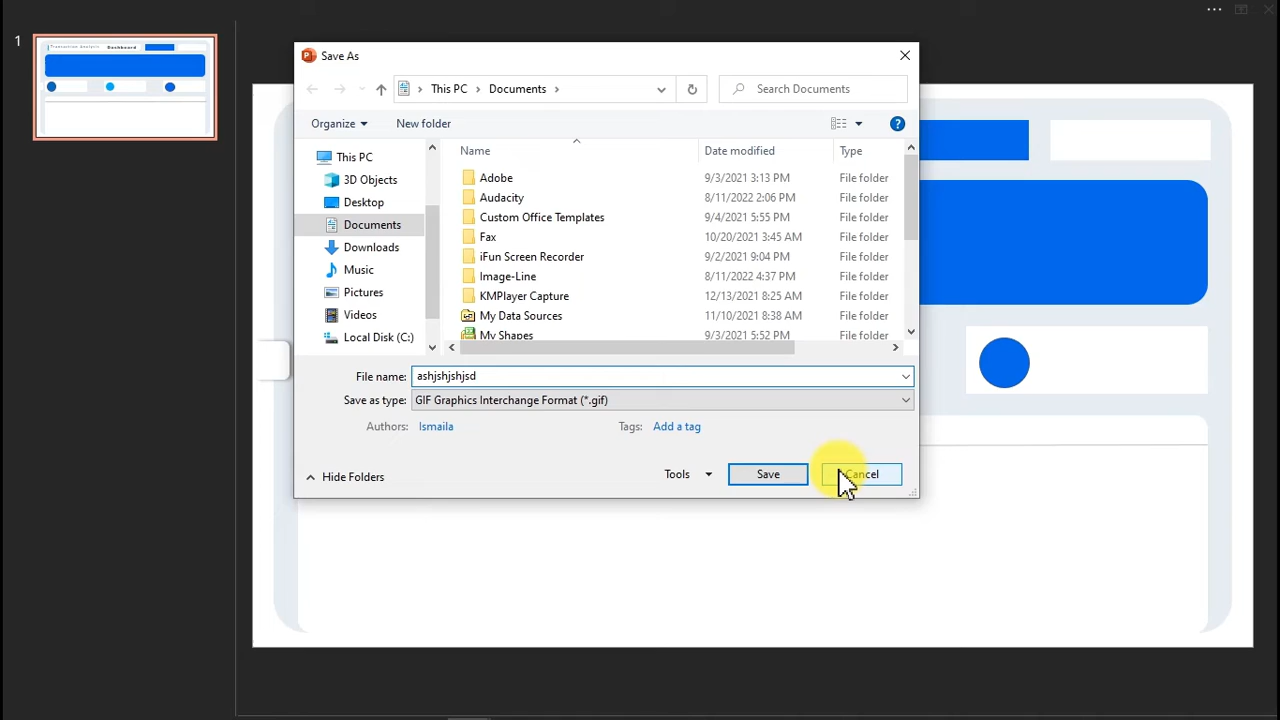 1
Transaction Analysis Dashboard
Save As
This PC
Documents
Search Documents
Organize
New folder
This PC
3D Objects
Desktop
Documents
Downloads
Music
Pictures
Videos
Local Disk (C:)
Name Date modified Type
Adobe 9/3/2021 3:13 PM File folder
Audacity 8/11/2022 2:06 PM File folder
Custom Office Templates 9/4/2021 5:55 PM File folder
Fax 10/20/2021 3:45 AM File folder
iFun Screen Recorder 9/2/2021 9:04 PM File folder
Image-Line 8/11/2022 4:37 PM File folder
KMPlayer Capture 12/13/2021 8:25 AM File folder
My Data Sources 11/10/2021 8:38 AM File folder
My Shapes 9/3/2021 5:52 PM File folder
File name: ashjshjshjsd
Save as type: GIF Graphics Interchange Format (*.gif)
Authors: Ismaila Tags: Add a tag
Hide Folders Tools Save Cancel